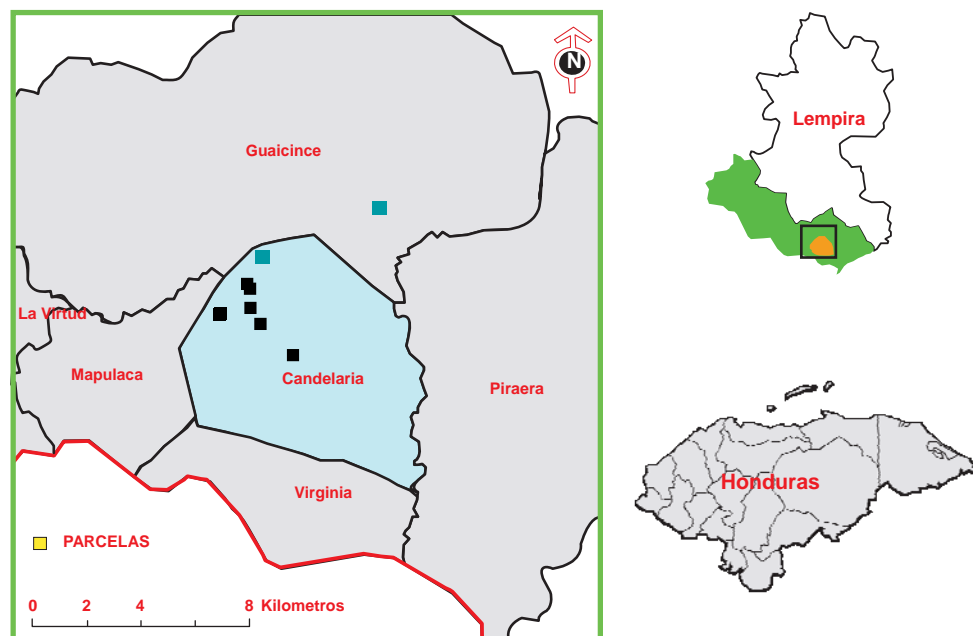 N
Guaicince
La Virtud
Mapulaca
Candelaria
Piraera
Virginia
PARCELAS
0 2 4 8 Kilometros
Lempira
Honduras